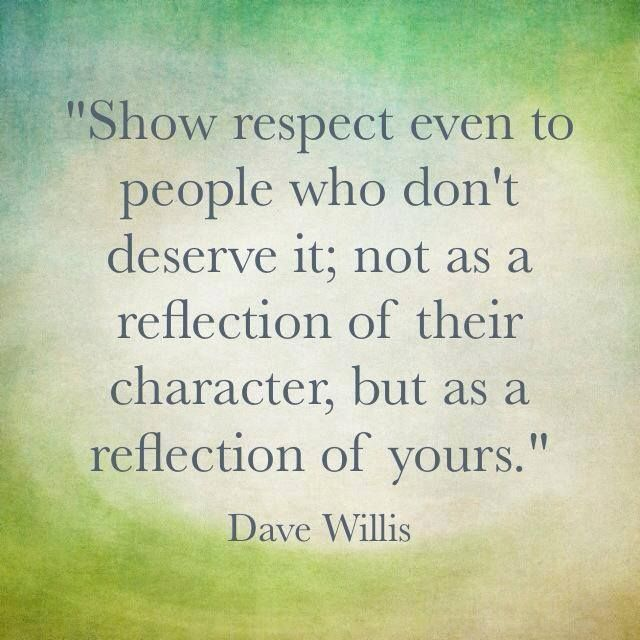 "Show respect even to
people who don't
deserve it; not as a
reflection of their
character, but as a
reflection of yours."
Dave Willis